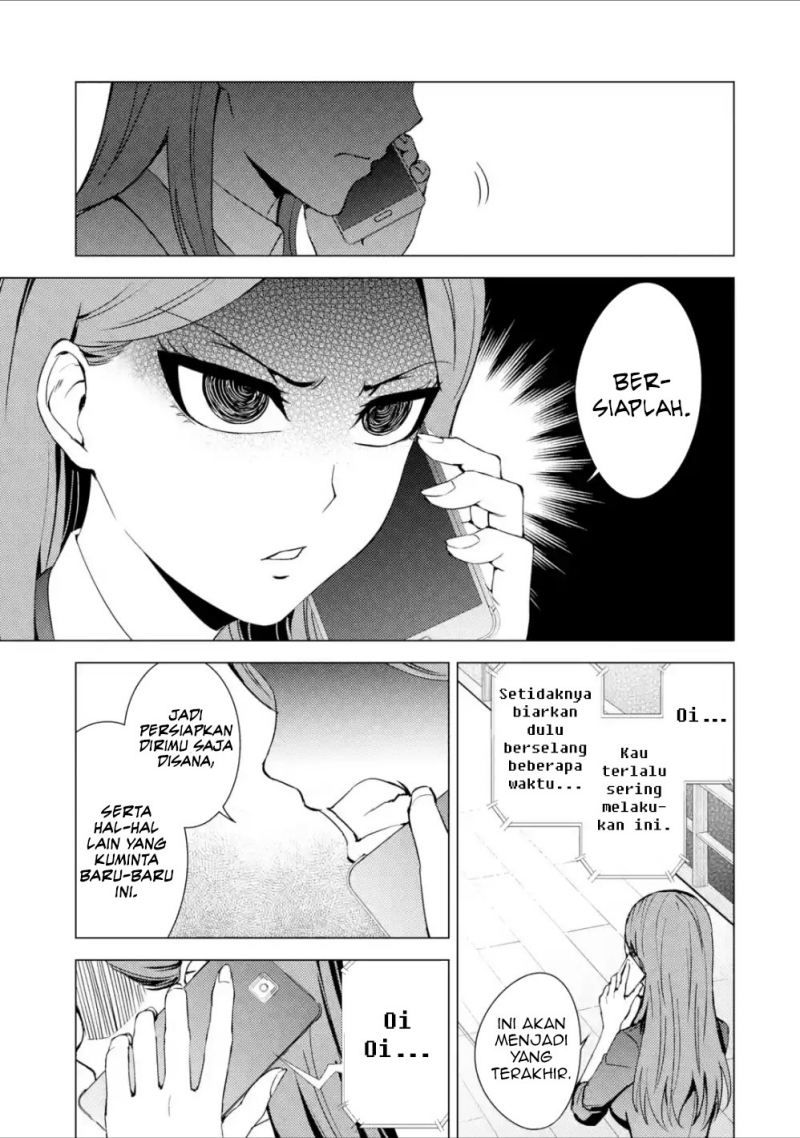 BER-
SIAPLAH.
Oi...
Kau
terlalu
sering
melaku-
kan ini.
Setidaknya
biarkan
dulu
berselang
beberapa
waktu...
INI AKAN
MENJADI
YANG
TERAKHIR.
JADI
PERSIAPKAN
DIRIMU SAJA
DISANA,
SERTA
HAL-HAL
LAIN YANG
KUMINTA
BARU-BARU
INI.
Oi
Oi...